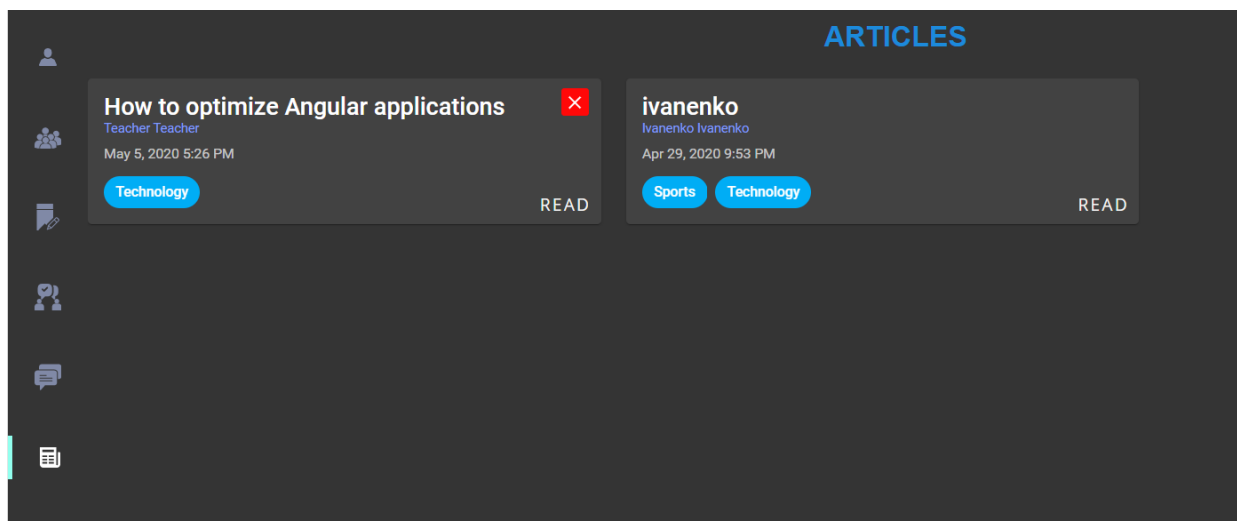 ARTICLES
How to optimize Angular applications
Teacher Teacher
May 5, 2020 5:26 PM
Technology
READ
ivanenko
Ivanenko Ivanenko
Apr 29, 2020 9:53 PM
Sports Technology
READ